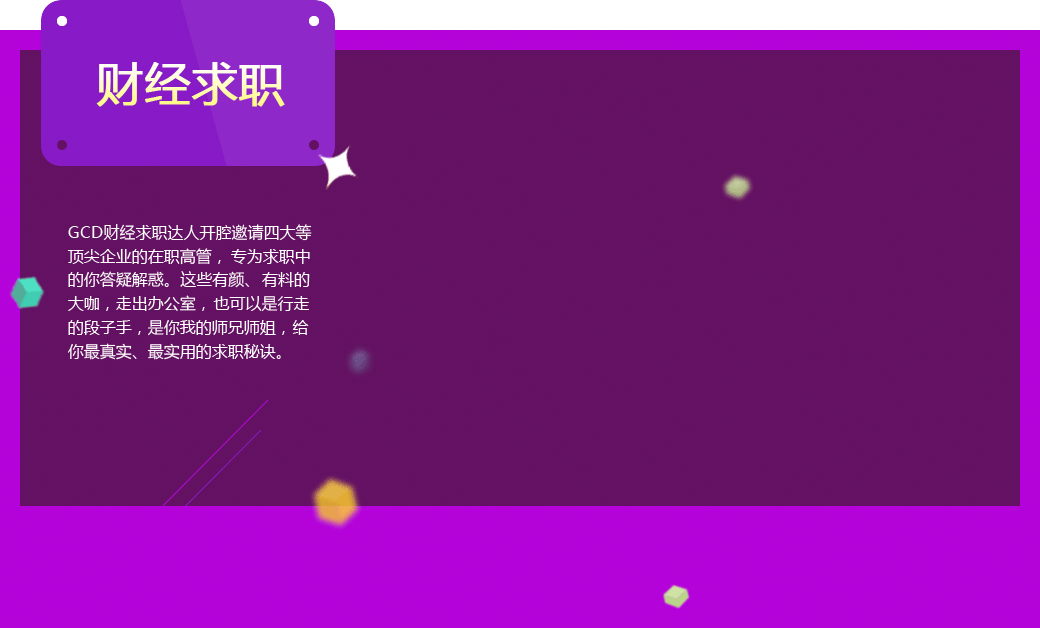 财经求职
GCD财经求职达人开腔邀请四大等
顶尖企业的在职高管，专为求职中
的你答疑解惑。这些有颜、有料的
大咖，走出办公室，也可以是行走
的段子手，是你我的师兄师姐，给
你最真实、最实用的求职秘诀。